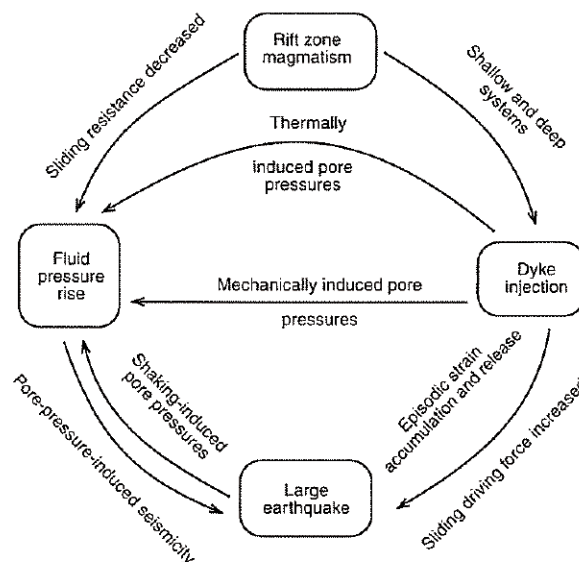 Rift zone
magmatism
Sliding resistance decreased
Shallow and deep
systems
Thermally
induced pore
pressures
Fluid
pressure
rise
Dyke
injection
Mechanically induced pore
pressures
Shaking-induced
pore pressures
Episodic strain
accumulation and release
Pore-pressure-induced seismicity
Large
earthquake
Sliding driving force increased